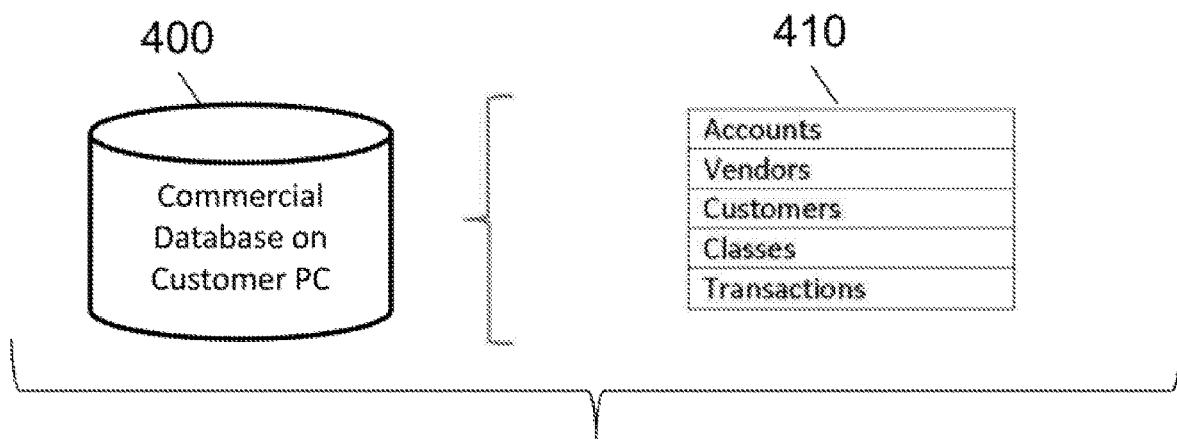 400
410
Commercial
Database on
Customer PC
Accounts
Vendors
Customers
Classes
Transactions